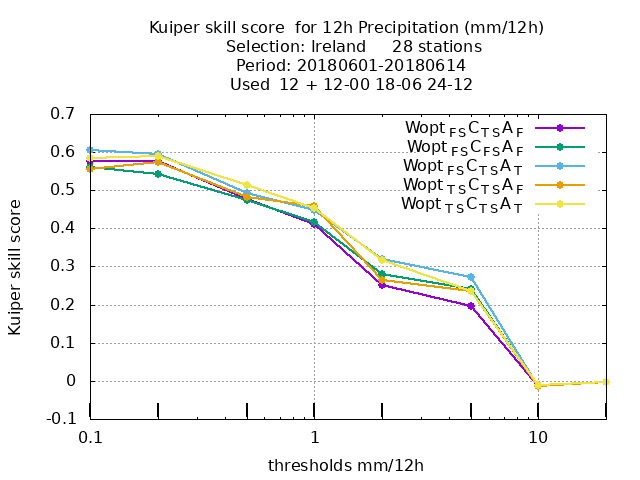 Kuiper skill score  for 12h Precipitation (mm/12h)
Selection: Ireland     28 stations
Period: 20180601-20180614
Used  12 + 12-00 18-06 24-12
Wopt FS C TS A F
Wopt FS C FS A F
Wopt FS C TS A T
Wopt TS C TS A F
Wopt TS C TS A T
0.7
0.6
0.5
0.4
0.3
0.2
0.1
0
-0.1
Kuiper skill score
0.1 1 10
thresholds mm/12h